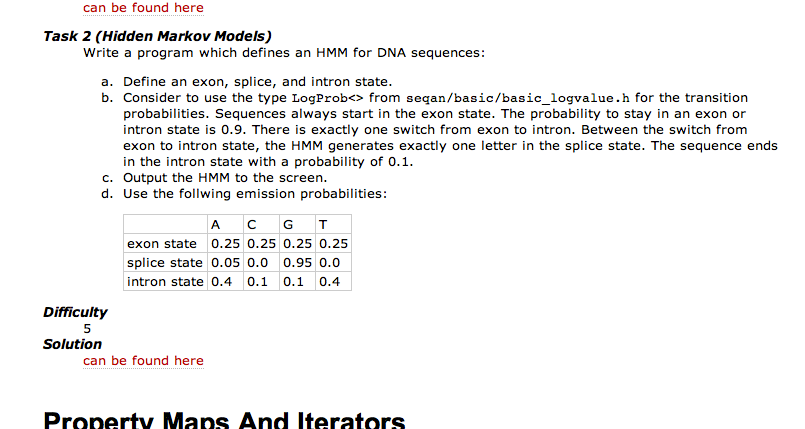 can be found here
Task 2 (Hidden Markov Models)
Write a program which defines an HMM for DNA sequences:
a. Define an exon, splice, and intron state.
b. Consider to use the type LogProb<> from seqan/basic/basic_logvalue.h for the transition
probabilities. Sequences always start in the exon state. The probability to stay in an exon or
intron state is 0.9. There is exactly one switch from exon to intron. Between the switch from
exon to intron state, the HMM generates exactly one letter in the splice state. The sequence ends
in the intron state with a probability of 0.1.
c. Output the HMM to the screen.
d. Use the follwing emission probabilities:
A C G T
exon state 0.25 0.25 0.25 0.25
splice state 0.05 0.0 0.95 0.0
intron state 0.4 0.1 0.1 0.4
Difficulty
5
Solution
can be found here
Property Maps And Iterators